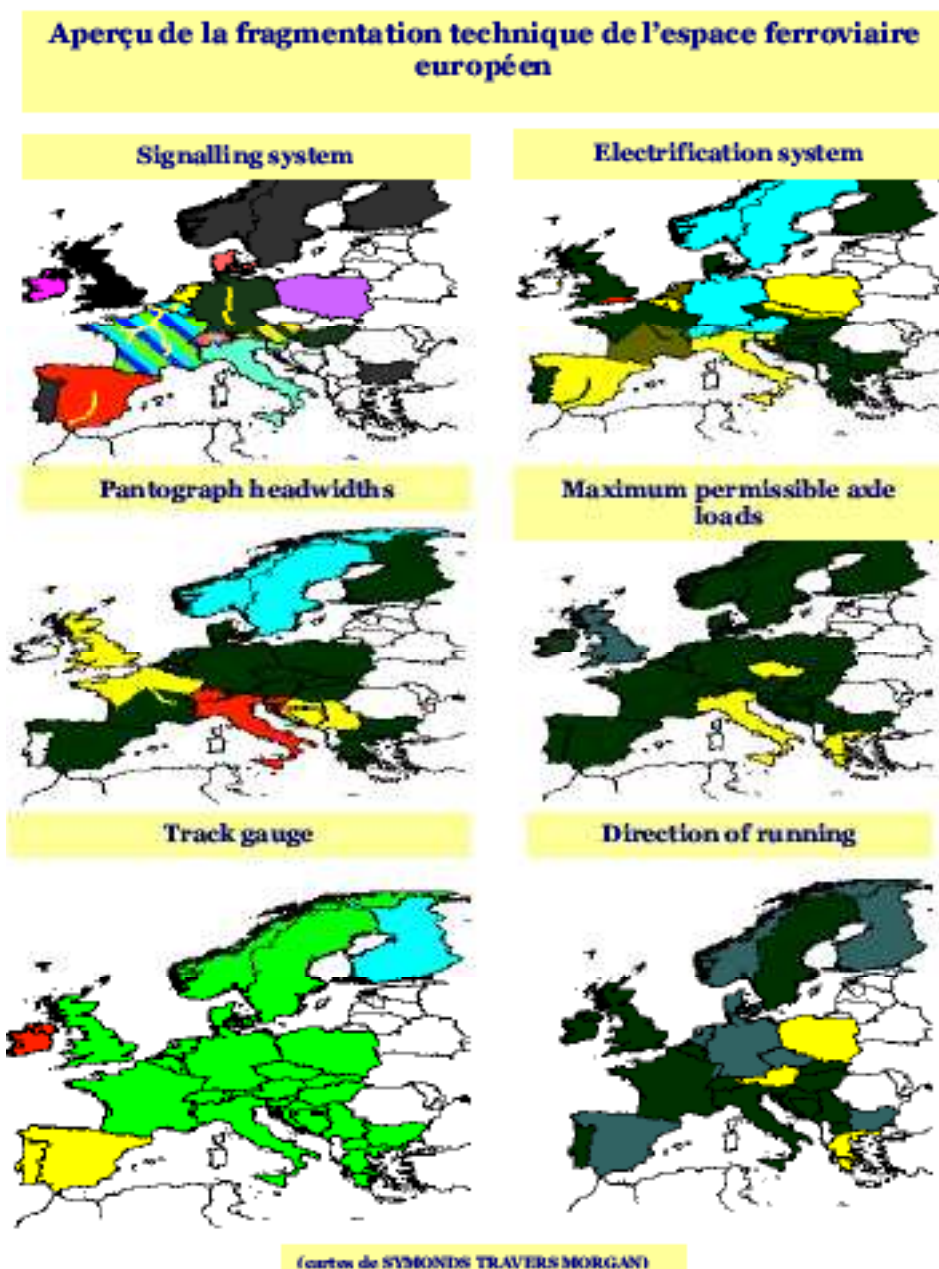 Aperçu de la fragmentation technique de l'espace ferroviaire
européen
Signalling system
Electrification system
Pantograph headwidths
Maximum permissible axle
loads
Track gauge
Direction of running
(cartes de SYMONDS TRAVERS MORGAN)